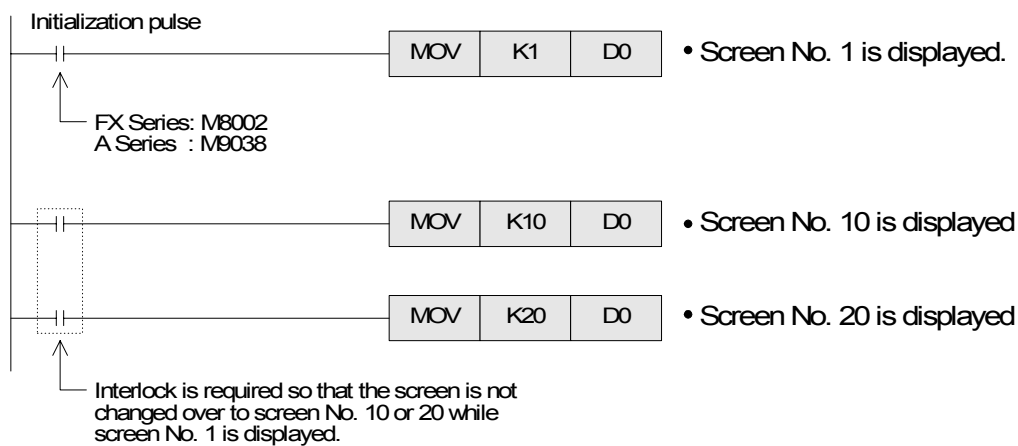 Initialization pulse
MOV K1 D0 • Screen No. 1 is displayed.
FX Series: M8002
A Series : M9038
MOV K10 D0 • Screen No. 10 is displayed
MOV K20 D0 • Screen No. 20 is displayed
Interlock is required so that the screen is not
changed over to screen No. 10 or 20 while
screen No. 1 is displayed.